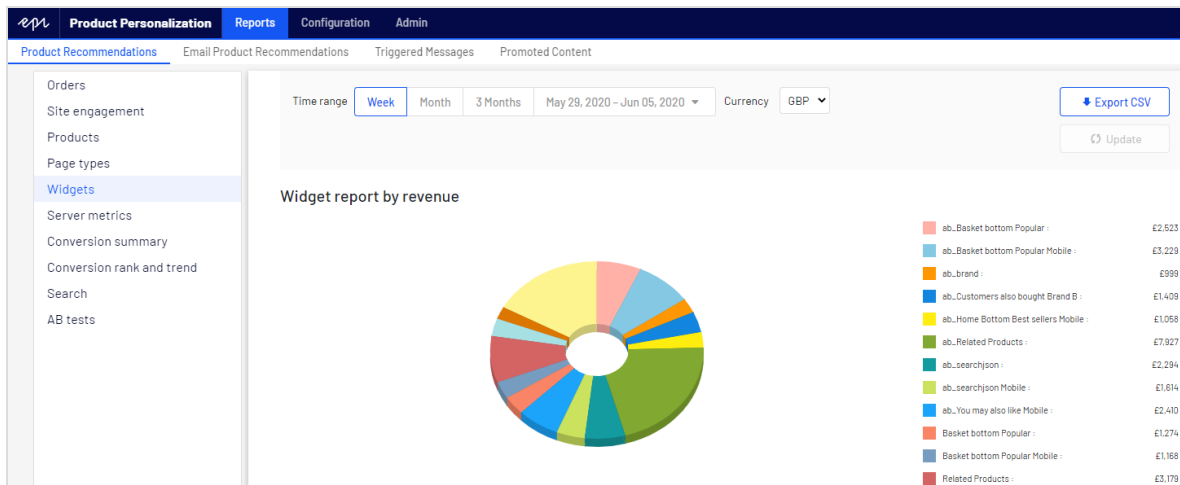 epi Product Personalization Reports Configuration Admin
Product Recommendations Email Product Recommendations Triggered Messages Promoted Content
Orders
Site engagement
Products
Page types
Widgets
Server metrics
Conversion summary
Conversion rank and trend
Search
AB tests
Time range Week Month 3 Months May 29, 2020 - Jun 05, 2020 Currency GBP Export CSV
Update
Widget report by revenue
ab_Basket bottom Popular : £2,523
ab_Basket bottom Popular Mobile : £3,229
ab_brand : £999
ab_Customers also bought Brand B : £1,409
ab_Home Bottom Best sellers Mobile : £1,058
ab_Related Products : £7,927
ab_searchjson : £2,294
ab_searchjson Mobile : £1,614
ab_You may also like Mobile : £2,410
Basket bottom Popular : £1,274
Basket bottom Popular Mobile : £1,168
Related Products : £3,179